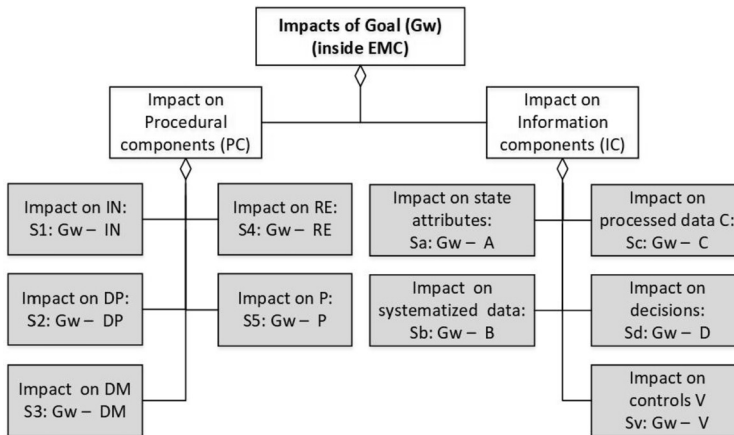 Impacts of Goal (Gw)
(inside EMC)
Impact on
Procedural
components (PC)
Impact on
Information
components (IC)
Impact on IN:
S1: Gw – IN
Impact on RE:
S4: Gw – RE
Impact on DP:
S2: Gw – DP
Impact on P:
S5: Gw – P
Impact on DM
S3: Gw – DM
Impact on state
attributes:
Sa: Gw – A
Impact on
processed data C:
Sc: Gw – C
Impact on
systematized data:
Sb: Gw – B
Impact on
decisions:
Sd: Gw – D
Impact on
controls V
Sv: Gw – V